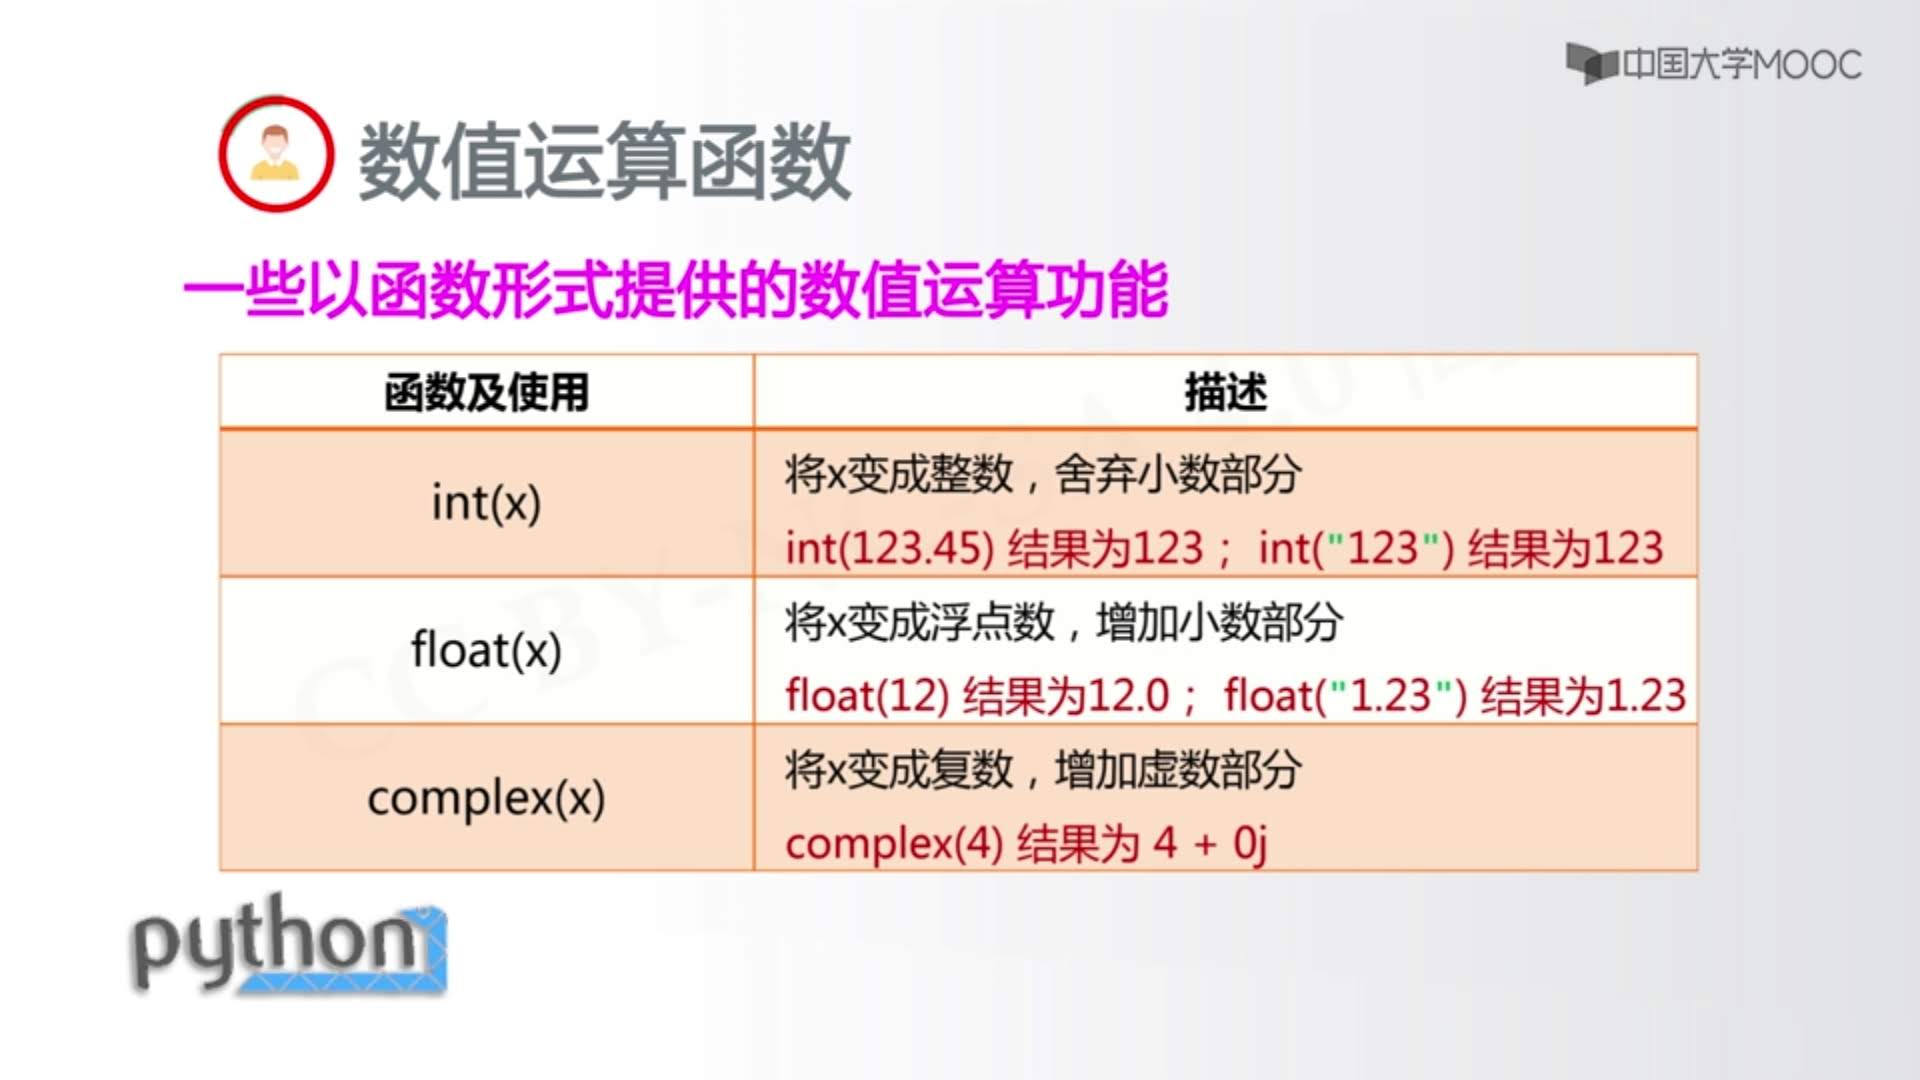 中国大学MOOC
数值运算函数
一些以函数形式提供的数值运算功能
函数及使用
描述
int(x)
将x变成整数，舍弃小数部分
int(123.45) 结果为123； int("123") 结果为123
float(x)
将x变成浮点数，增加小数部分
float(12) 结果为12.0； float("1.23") 结果为1.23
complex(x)
将x变成复数，增加虚数部分
complex(4) 结果为 4 + 0j
python